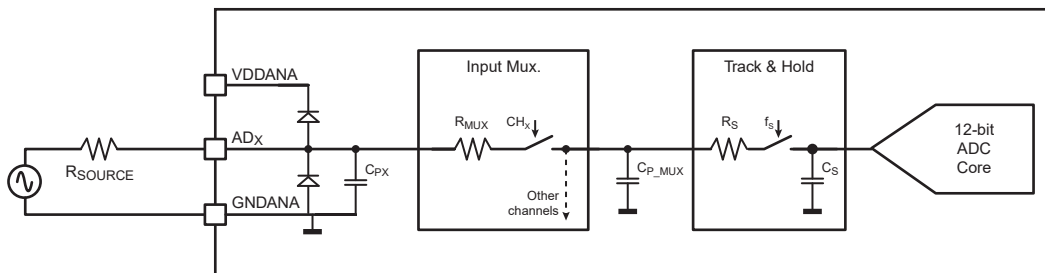 Input Mux.
Track & Hold
VDDANA
ADX
GNDANA
RSOURCE
CPX
RMUX
CHX
Other
channels
CP_MUX
RS
fS
CS
12-bit
ADC
Core